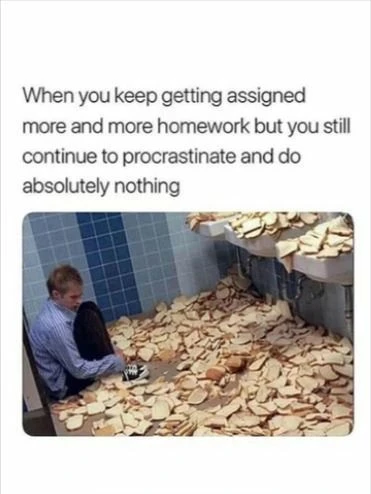 When you keep getting assigned
more and more homework but you still
continue to procrastinate and do
absolutely nothing